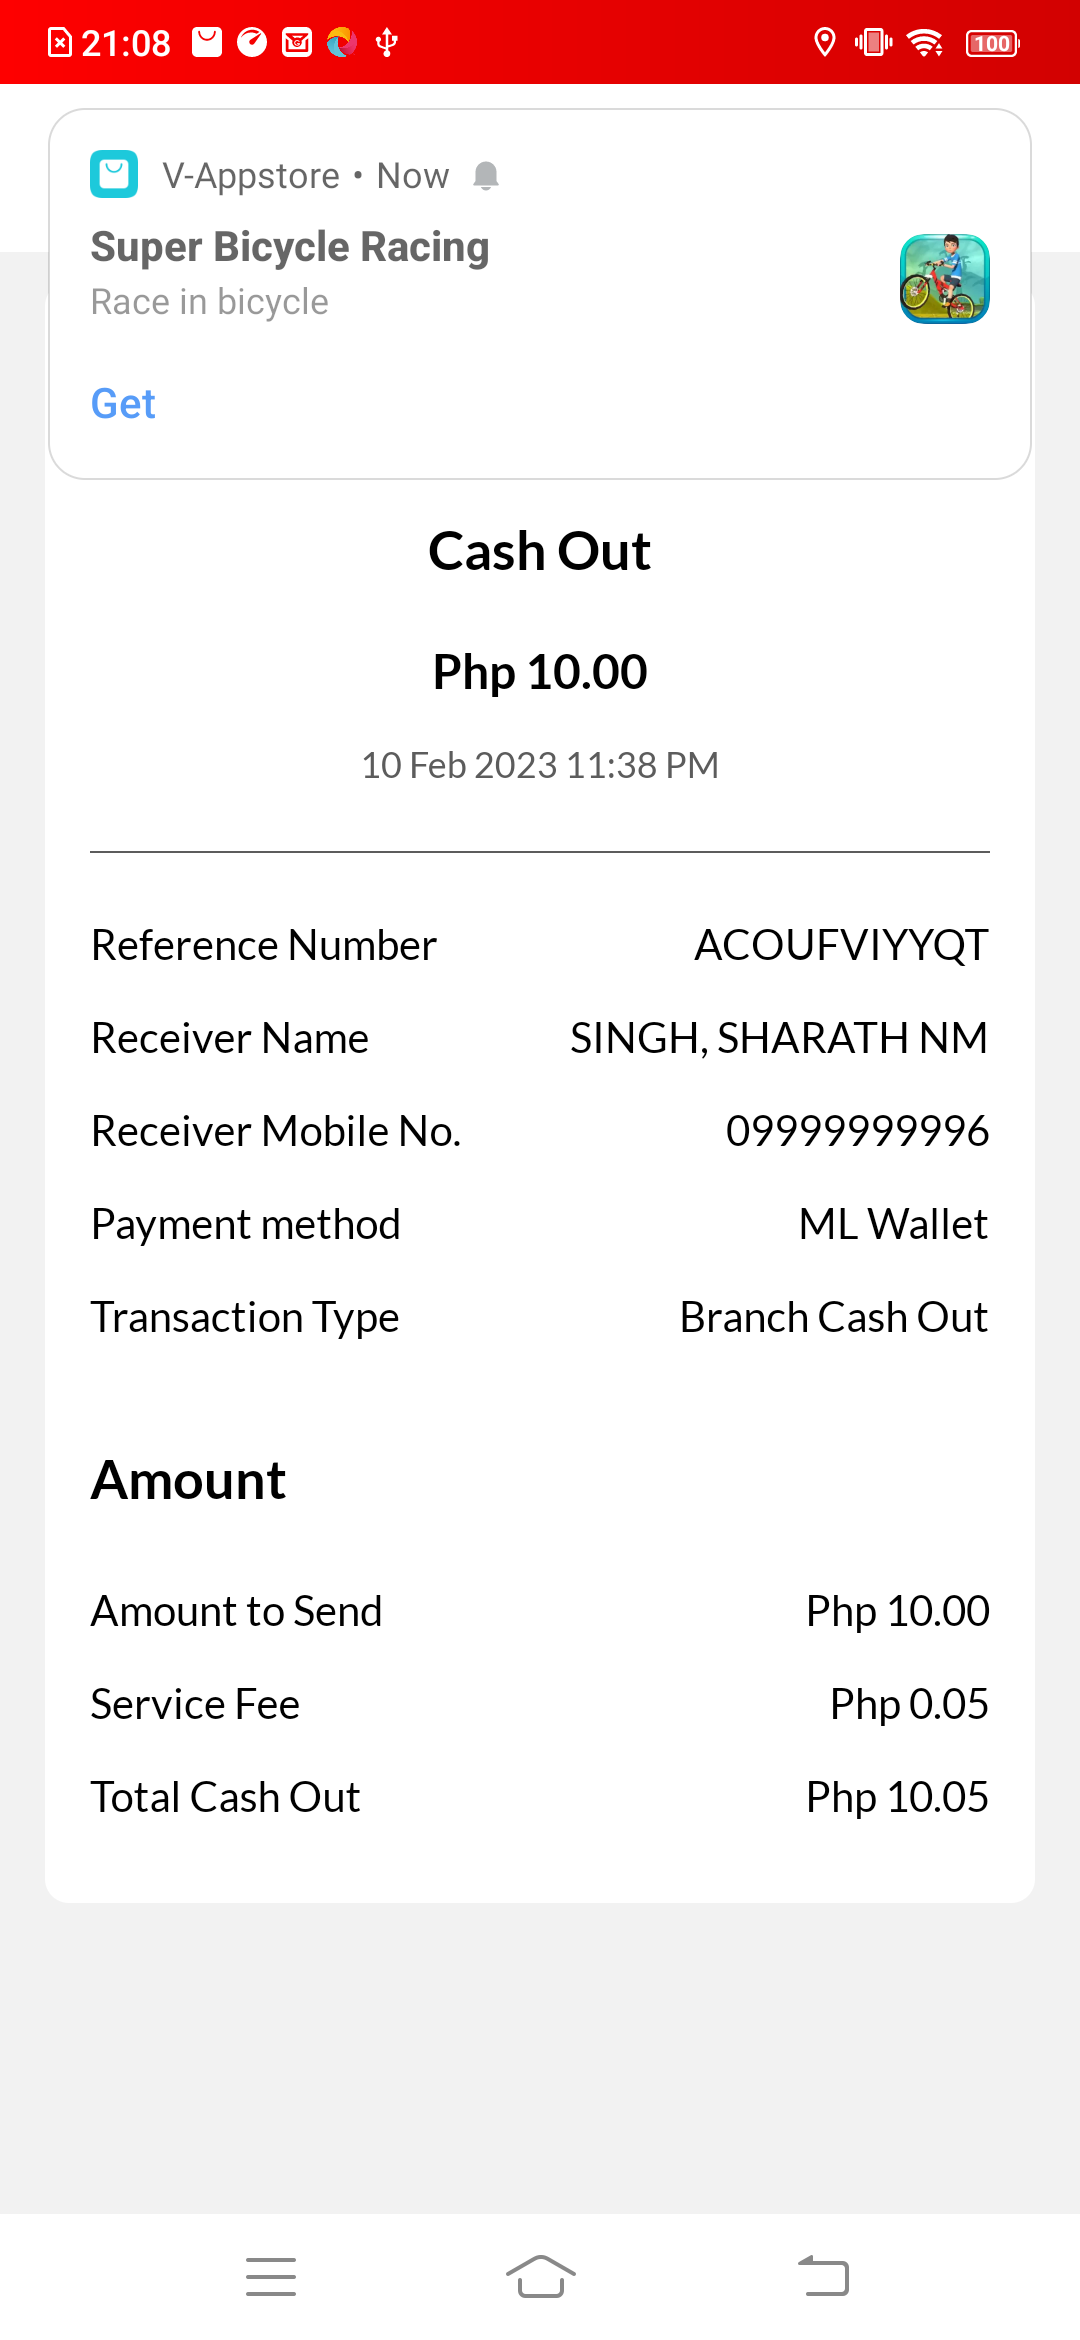 21:08
100
V-Appstore • Now
Super Bicycle Racing
Race in bicycle
Get
Cash Out
Php 10.00
10 Feb 2023 11:38 PM
Reference Number ACOUFVIYYQT
Receiver Name SINGH, SHARATH NM
Receiver Mobile No. 09999999996
Payment method ML Wallet
Transaction Type Branch Cash Out
Amount
Amount to Send Php 10.00
Service Fee Php 0.05
Total Cash Out Php 10.05